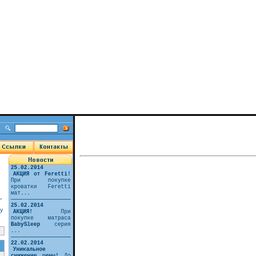 Ссылки Контакты
Новости
25.02.2014
АКЦИЯ от Feretti!
При покупке
кроватки Feretti
мат...
25.02.2014
АКЦИЯ! При
покупке матраса
BabySleep серия
...
22.02.2014
Уникальное